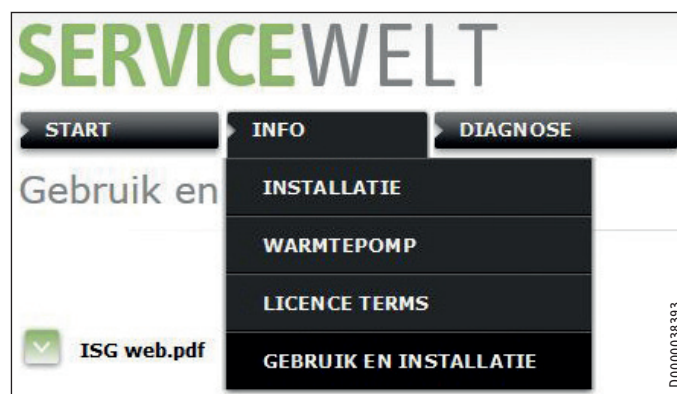 SERVICEWELT
START INFO DIAGNOSE
Gebruik en
INSTALLATIE
WARMTEPOMP
LICENCE TERMS
ISG web.pdf
GEBRUIK EN INSTALLATIE
D0000038393